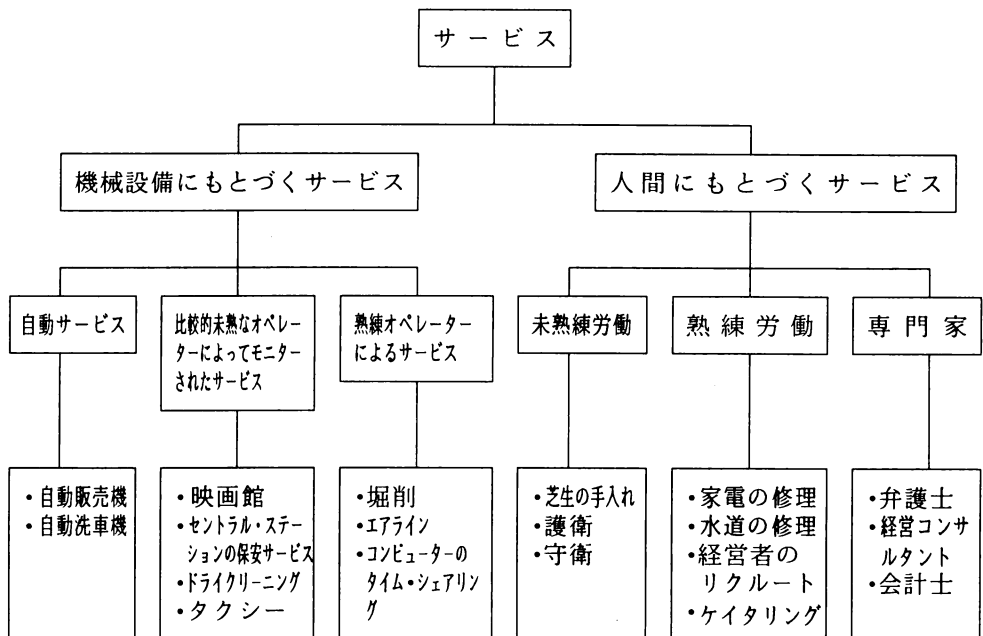 サービス
機械設備にもとづくサービス
人間にもとづくサービス
自動サービス
比較的未熟なオペレー
ターによってモニター
されたサービス
熟練オペレーター
によるサービス
未熟練労働
熟練労働
専門家
・自動販売機
・自動洗車機
・映画館
・セントラル・ステー
ションの保安サービス
・ドライクリーニング
・タクシー
・堀削
・エアライン
・コンピューターの
タイム・シェアリン
グ
・芝生の手入れ
・護衛
・守衛
・家電の修理
・水道の修理
・経営者の
リクルート
・ケイタリング
・弁護士
・経営コンサ
ルタント
・会計士